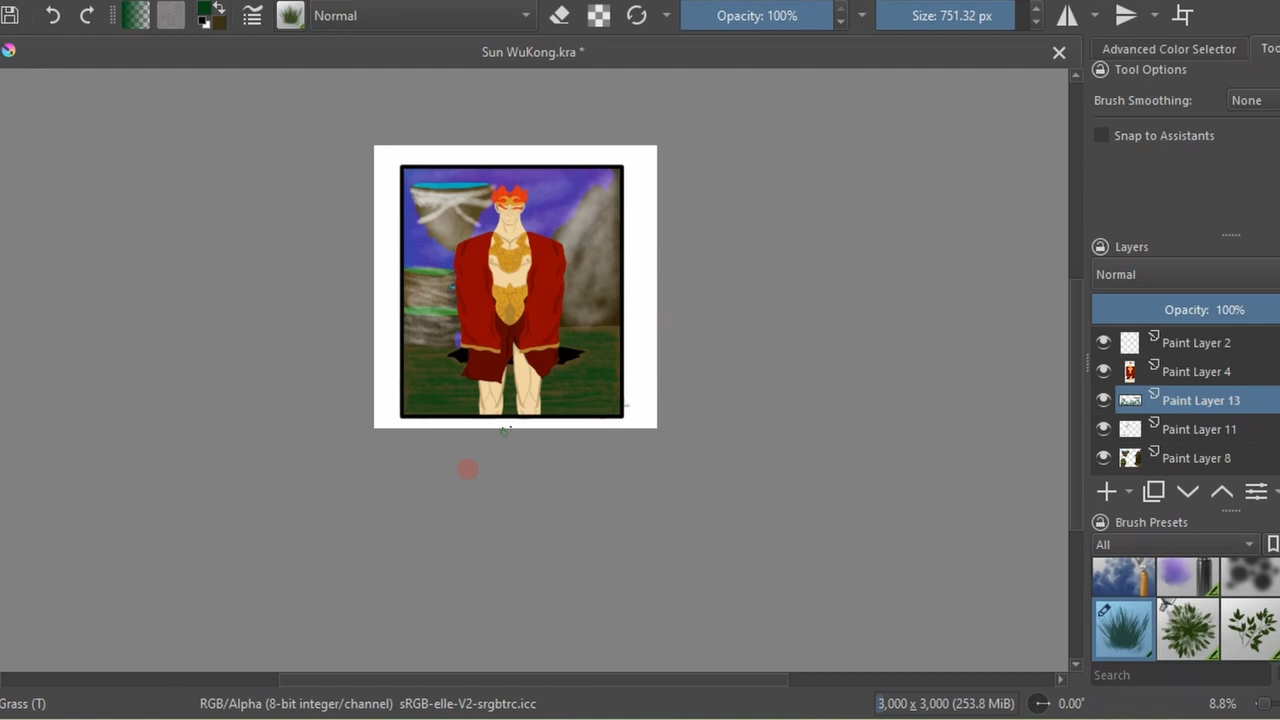 Normal
Opacity: 100%
Size: 751.32 px
Sun WuKong.kra *
Advanced Color Selector
Too
Tool Options
Brush Smoothing:
None
Snap to Assistants
Layers
Normal
Opacity: 100%
Paint Layer 2
Paint Layer 4
Paint Layer 13
Paint Layer 11
Paint Layer 8
Brush Presets
All
Search
Grass (T)
RGB/Alpha (8-bit integer/channel) sRGB-elle-V2-srgbtrc.icc
3,000 x 3,000 (253.8 MiB)
0.00°
8.8%